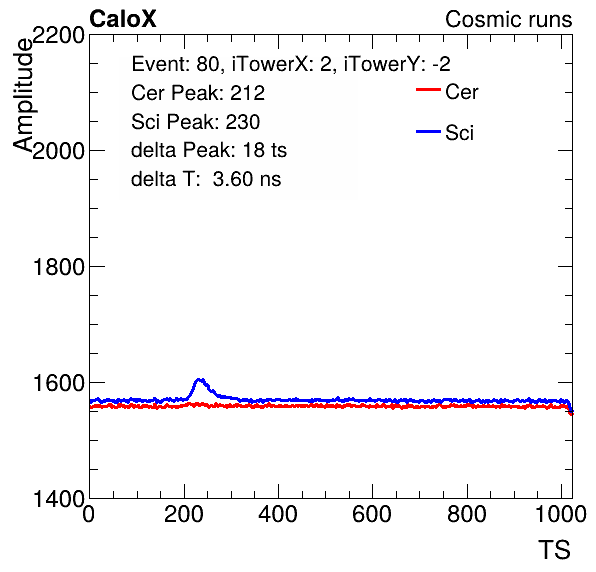 CaloX Cosmic runs
Amplitude
Event: 80, iTowerX: 2, iTowerY: -2
Cer Peak: 212
Sci Peak: 230
delta Peak: 18 ts
delta T:  3.60 ns
Cer
Sci
2200
2000
1800
1600
1400
0 200 400 600 800 1000
TS